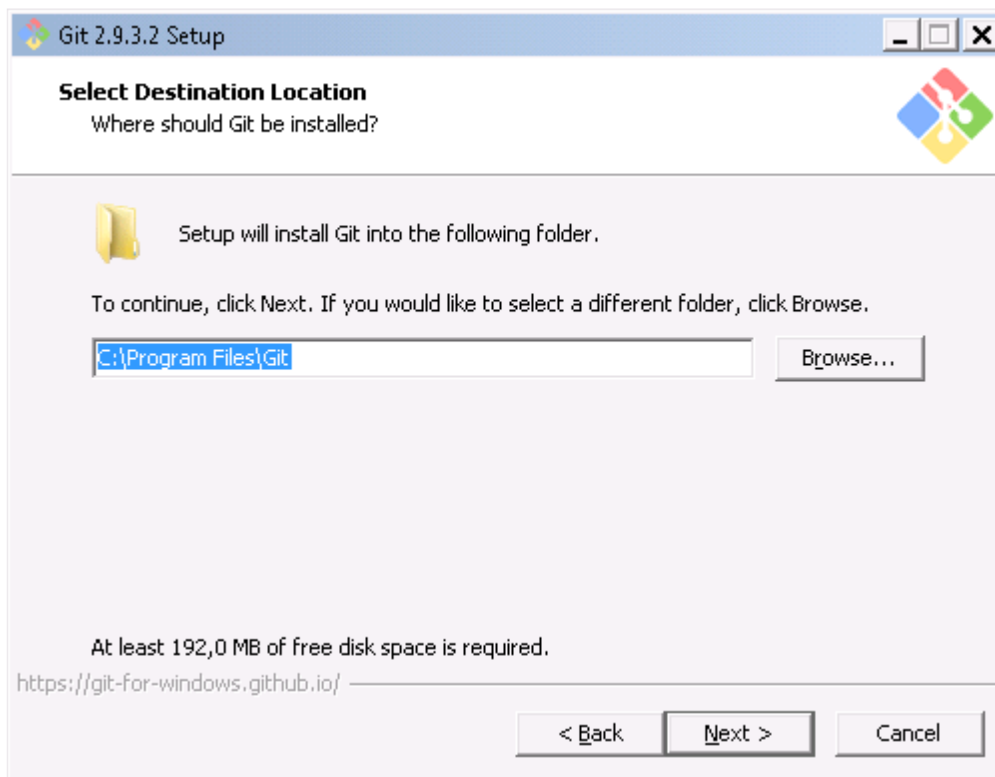 Git 2.9.3.2 Setup
Select Destination Location
Where should Git be installed?
Setup will install Git into the following folder.
To continue, click Next. If you would like to select a different folder, click Browse.
C:\Program Files\Git
Browse...
At least 192,0 MB of free disk space is required.
https://git-for-windows.github.io/
< Back
Next >
Cancel